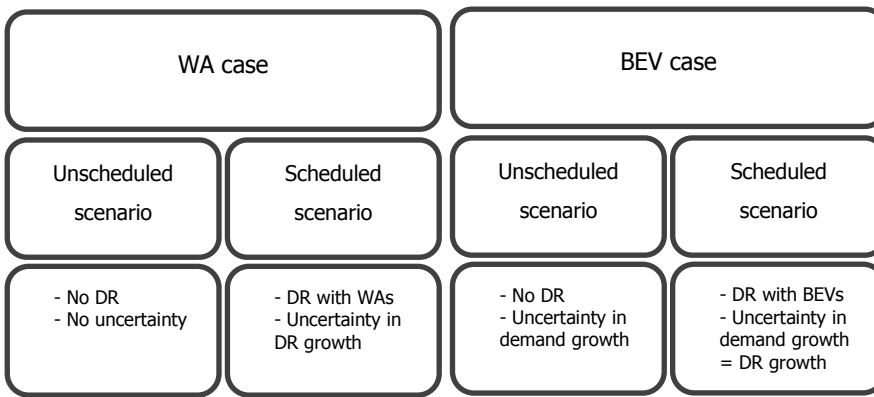 WA case
BEV case
Unscheduled
scenario
Scheduled
scenario
Unscheduled
scenario
Scheduled
scenario
- No DR
- No uncertainty
- DR with WAs
- Uncertainty in
DR growth
- No DR
- Uncertainty in
demand growth
- DR with BEVs
- Uncertainty in
demand growth
= DR growth